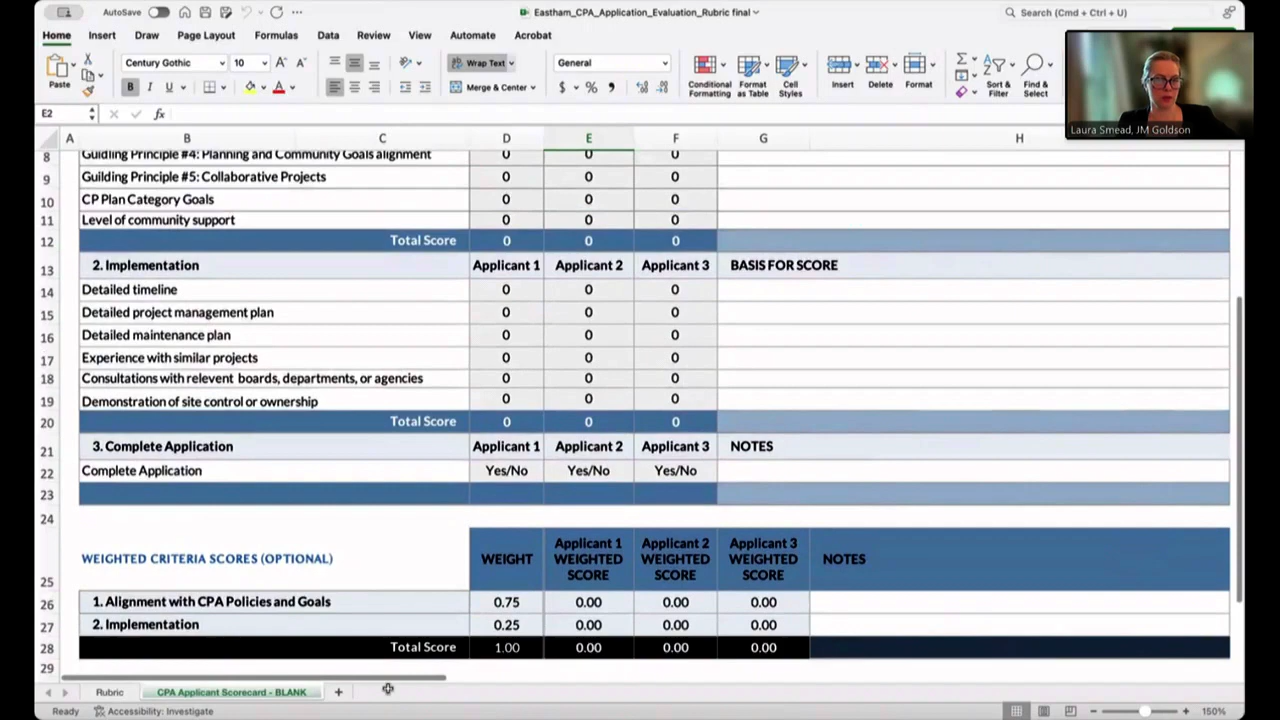 AutoSave
Eastham_CPA_Application_Evaluation_Rubric final
Search (Cmd + Ctrl + U)
Home Insert Draw Page Layout Formulas Data Review View Automate Acrobat
Paste
Century Gothic 10
B I U
Wrap Text
Merge & Center
General
Conditional Formatting
Format as Table
Cell Styles
Insert
Delete
Format
Sort & Filter
Find & Select
Laura Smead, JM Goldson
E2 fx
A B C D E F G H
8 Guidling Principle #4: Planning and Community Goals alignment 0 0 0
9 Guilding Principle #5: Collaborative Projects 0 0 0
10 CP Plan Category Goals 0 0 0
11 Level of community support 0 0 0
12 Total Score 0 0 0
13 2. Implementation Applicant 1 Applicant 2 Applicant 3 BASIS FOR SCORE
14 Detailed timeline 0 0 0
15 Detailed project management plan 0 0 0
16 Detailed maintenance plan 0 0 0
17 Experience with similar projects 0 0 0
18 Consultations with relevent boards, departments, or agencies 0 0 0
19 Demonstration of site control or ownership 0 0 0
20 Total Score 0 0 0
21 3. Complete Application Applicant 1 Applicant 2 Applicant 3 NOTES
22 Complete Application Yes/No Yes/No Yes/No
23
24
25 WEIGHTED CRITERIA SCORES (OPTIONAL) WEIGHT Applicant 1 WEIGHTED SCORE Applicant 2 WEIGHTED SCORE Applicant 3 WEIGHTED SCORE NOTES
26 1. Alignment with CPA Policies and Goals 0.75 0.00 0.00 0.00
27 2. Implementation 0.25 0.00 0.00 0.00
28 Total Score 1.00 0.00 0.00 0.00
29
Rubric CPA Applicant Scorecard - BLANK +
Ready Accessibility: Investigate 150%